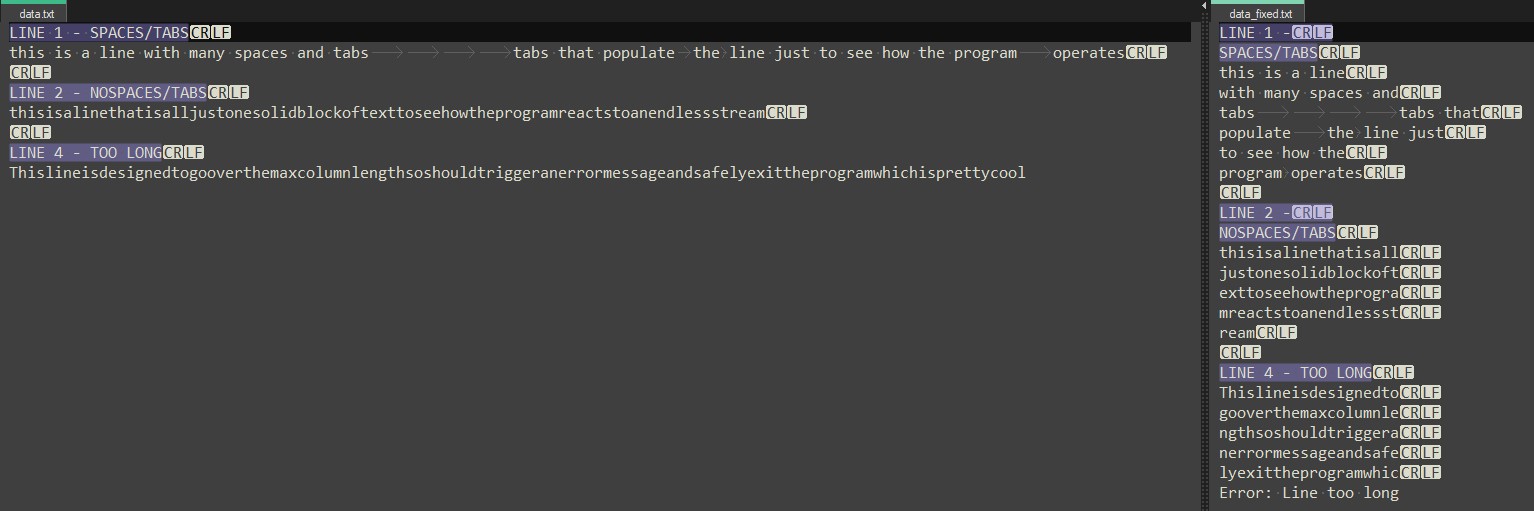 data.txt
LINE 1 - SPACES/TABSCRLF
this is a line with many spaces and tabs				tabs that populate	the line just to see how the program	operatesCRLF
CRLF
LINE 2 - NOSPACES/TABSCRLF
thisisalinethatisalljustonesolidblockoftexttoseehowtheprogramreactstoanendlessstreamCRLF
CRLF
LINE 4 - TOO LONGCRLF
Thislineisdesignedtogooverthemaxcolumnlengthsoshouldtriggeranerrormessageandsafelyexittheprogramwhichisprettycool
data_fixed.txt
LINE 1 -CRLF
SPACES/TABSCRLF
this is a lineCRLF
with many spaces andCRLF
tabs				tabs thatCRLF
populate	the line justCRLF
to see how theCRLF
program	operatesCRLF
CRLF
LINE 2 -CRLF
NOSPACES/TABSCRLF
thisisalinethatisallCRLF
justonesolidblockoftCRLF
exttoseehowtheprograCRLF
mreactstoanendlessstCRLF
reamCRLF
CRLF
LINE 4 - TOO LONGCRLF
ThislineisdesignedtoCRLF
gooverthemaxcolumnleCRLF
ngthsoshouldtriggeraCRLF
nerrormessageandsafeCRLF
lyexittheprogramwhicCRLF
Error: Line too long